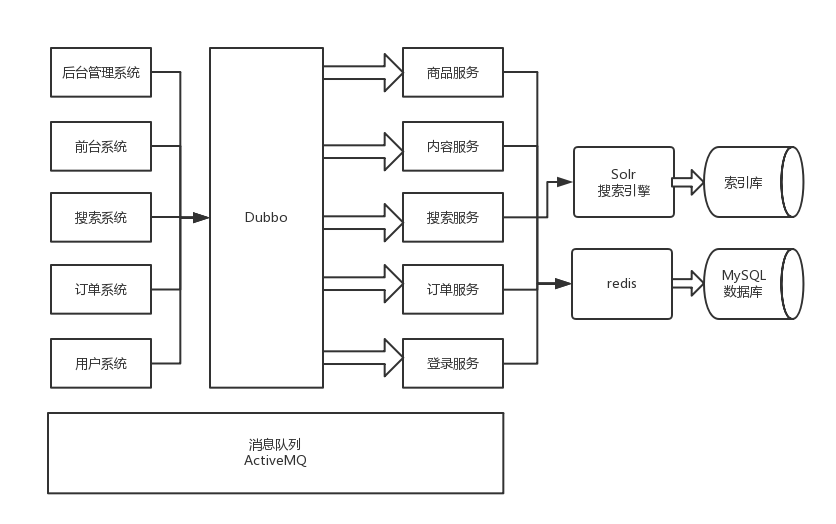 后台管理系统
前台系统
搜索系统
订单系统
用户系统
Dubbo
商品服务
内容服务
搜索服务
订单服务
登录服务
Solr
搜索引擎
索引库
redis
MySQL
数据库
消息队列
ActiveMQ